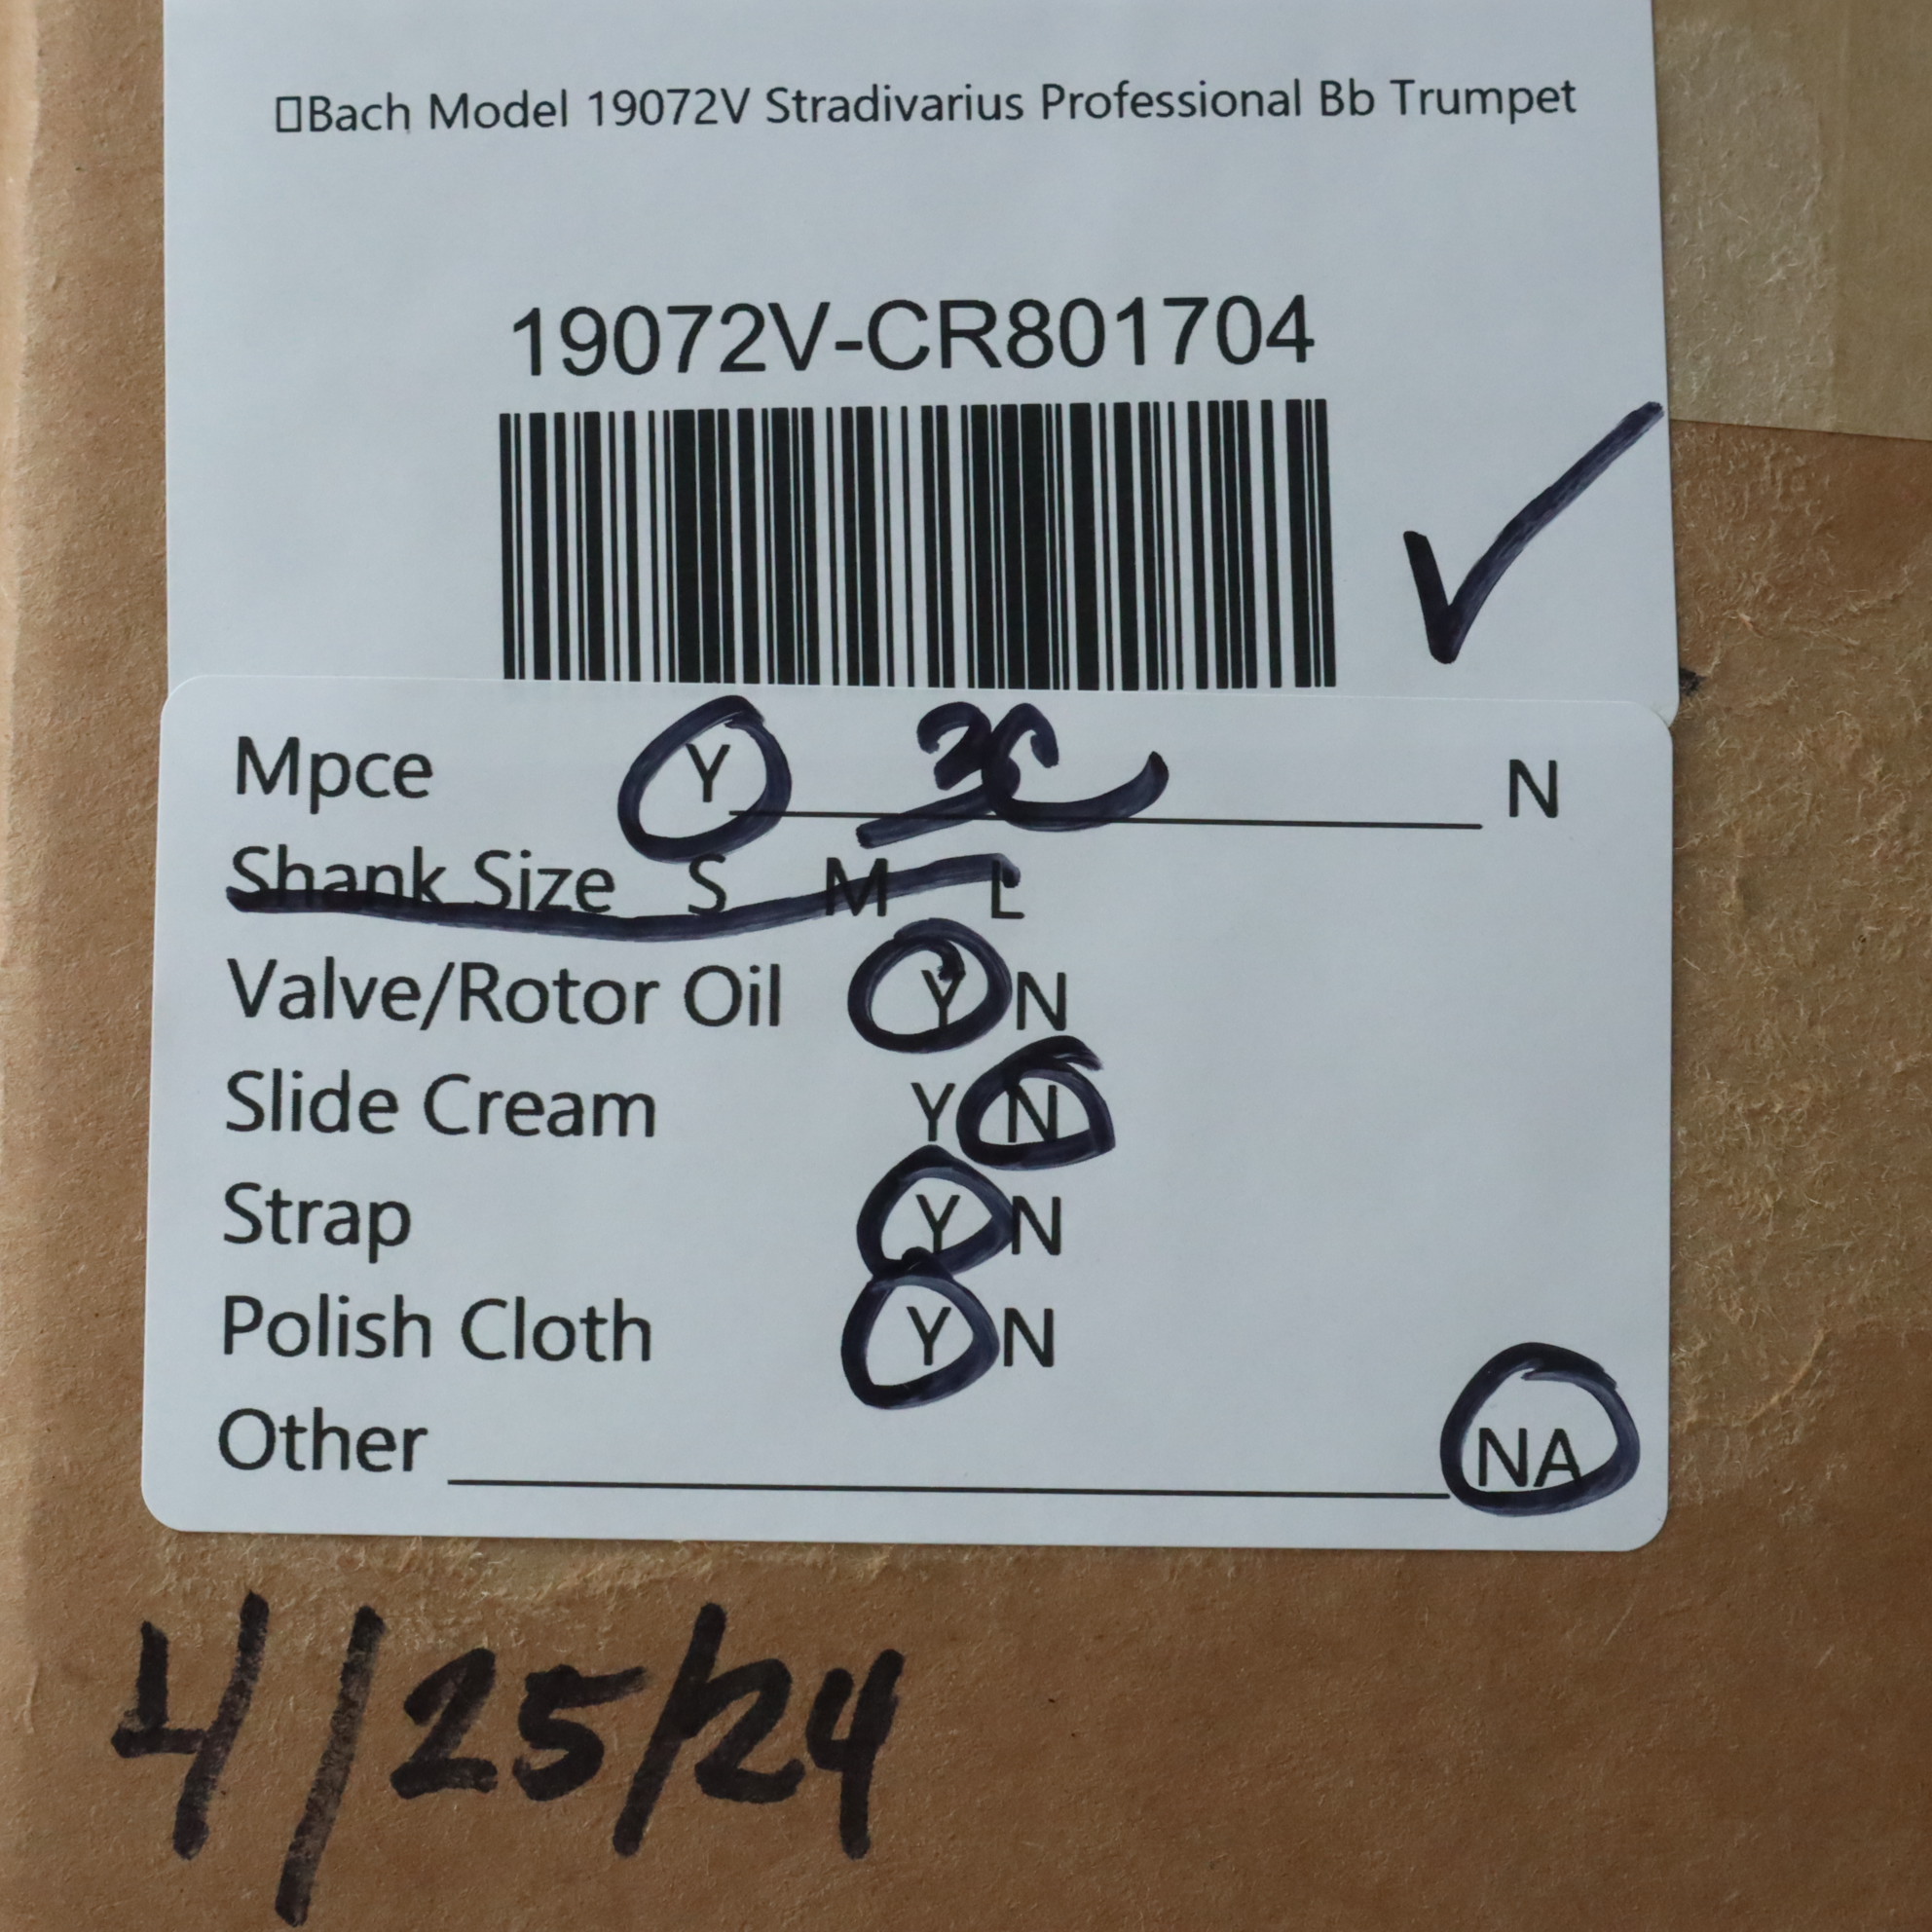 □Bach Model 19072V Stradivarius Professional Bb Trumpet
19072V-CR801704
Mpce Y 3C N
Shank Size S M L
Valve/Rotor Oil Y N
Slide Cream Y N
Strap Y N
Polish Cloth Y N
Other NA
4/25/24